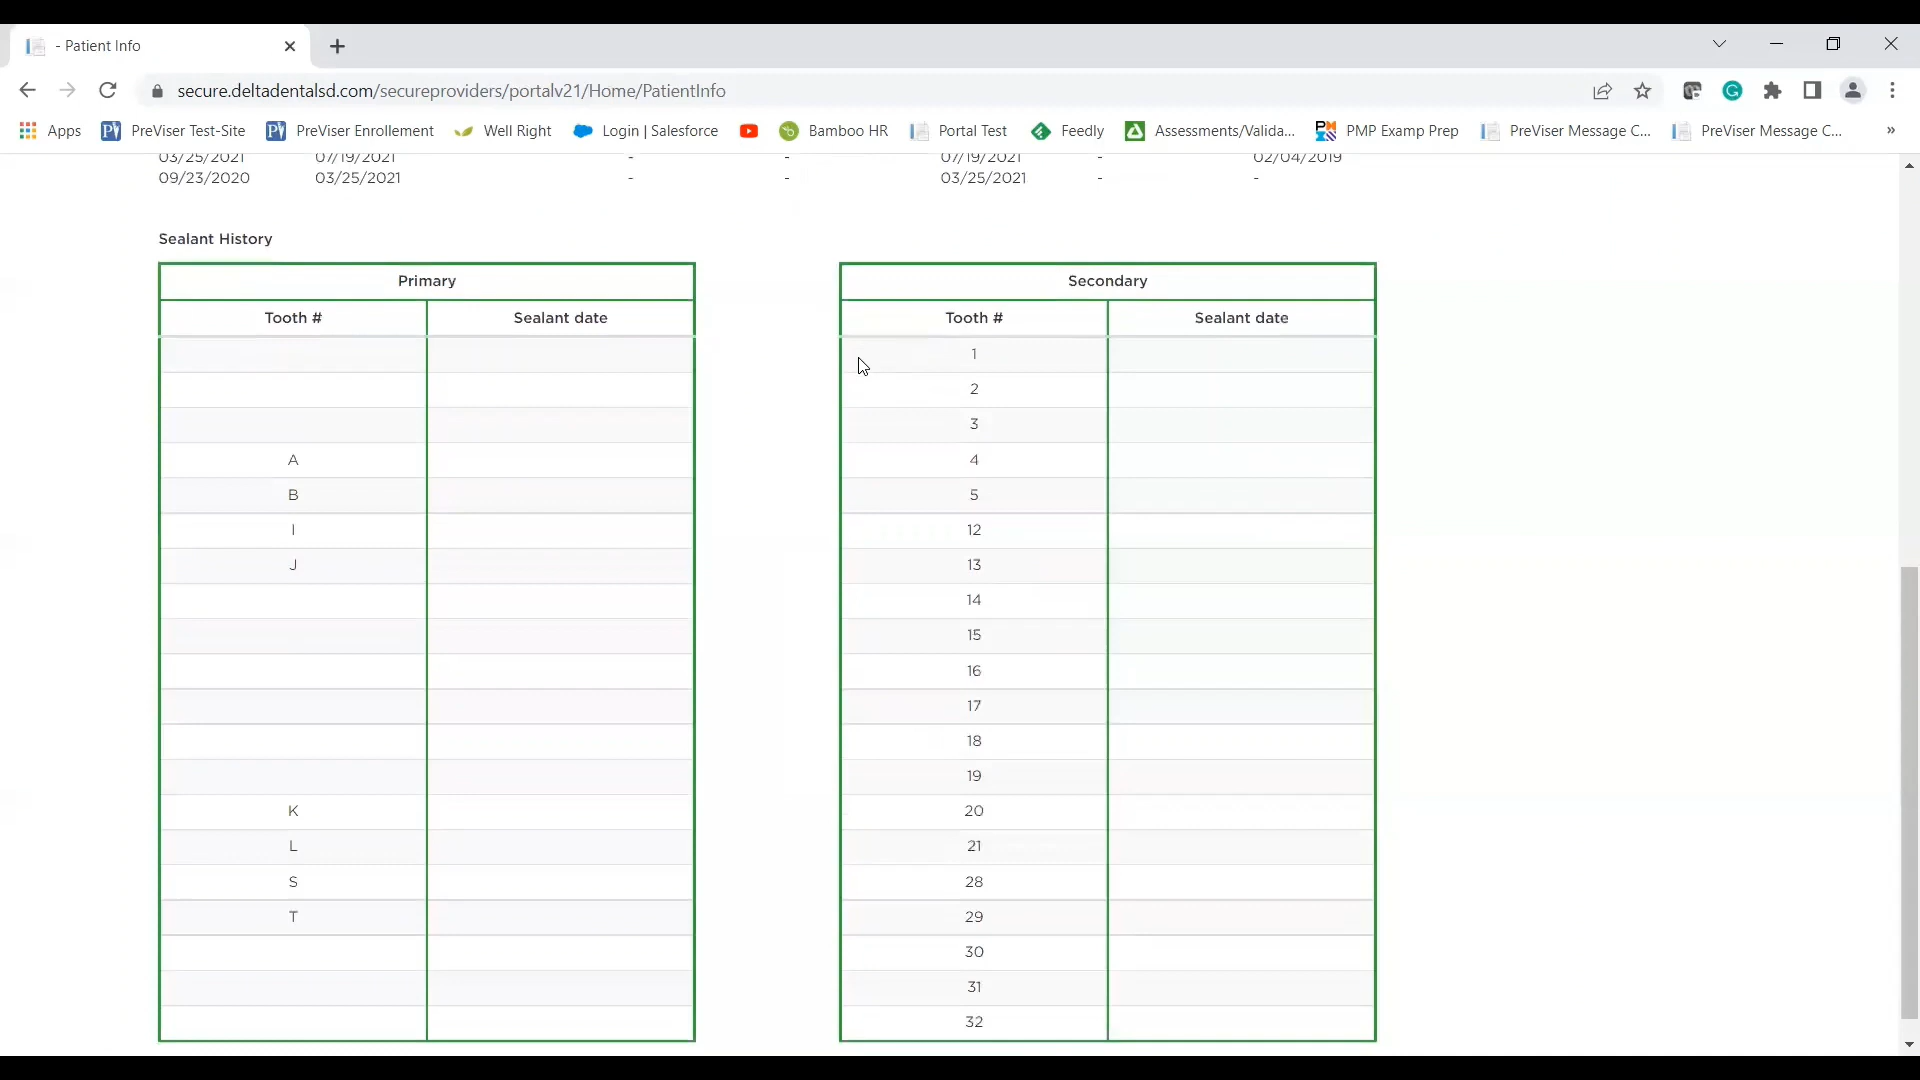 - Patient Info
secure.deltadentalsd.com/secureproviders/portalv21/Home/PatientInfo
Apps PreViser Test-Site PreViser Enrollement Well Right Login | Salesforce Bamboo HR Portal Test Feedly Assessments/Valida... PMP Examp Prep PreViser Message C... PreViser Message C... »
03/25/2021 07/19/2021 - - 07/19/2021 - 02/04/2019
09/23/2020 03/25/2021 - - 03/25/2021 - -
Sealant History
Primary Secondary
Tooth # Sealant date Tooth # Sealant date
1
2
3
A 4
B 5
I 12
J 13
14
15
16
17
18
19
K 20
L 21
S 28
T 29
30
31
32